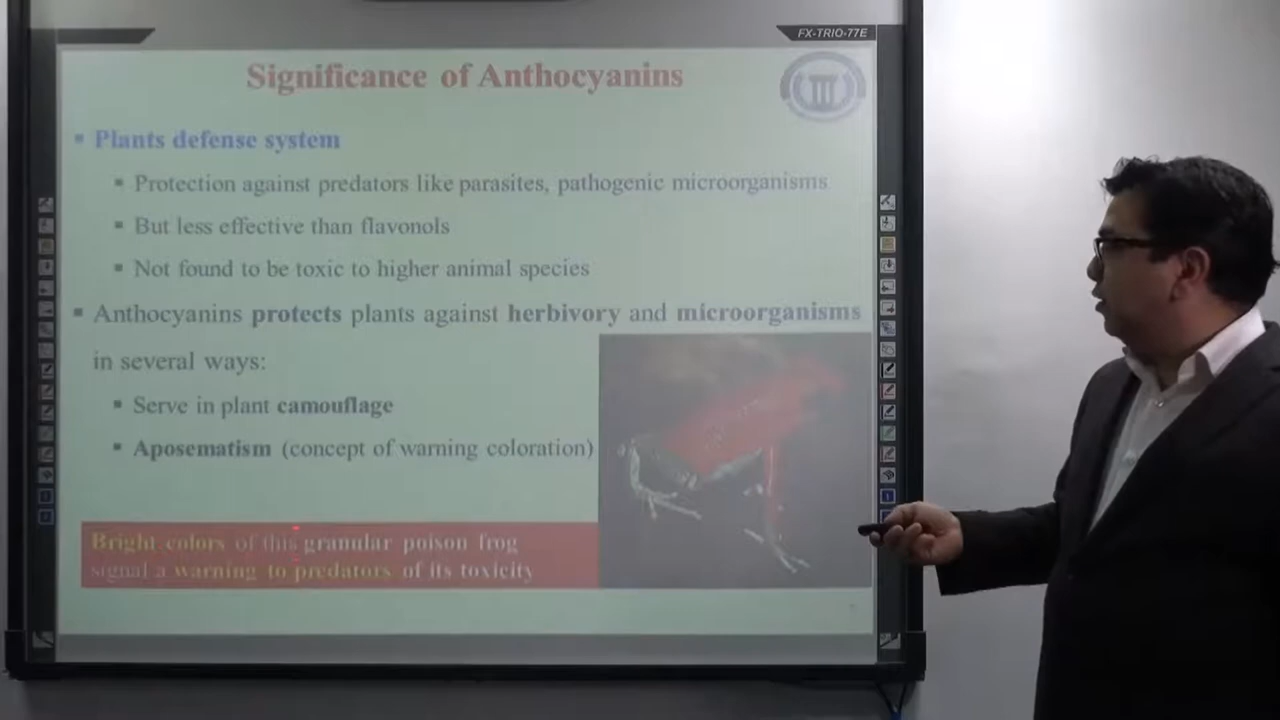 FX-TRIO-77E
Significance of Anthocyanins
Plants defense system
Protection against predators like parasites, pathogenic microorganisms
But less effective than flavonols
Not found to be toxic to higher animal species
Anthocyanins protects plants against herbivory and microorganisms
in several ways:
Serve in plant camouflage
Aposematism (concept of warning coloration)
Bright colors of this granular poison frog
signal a warning to predators of its toxicity